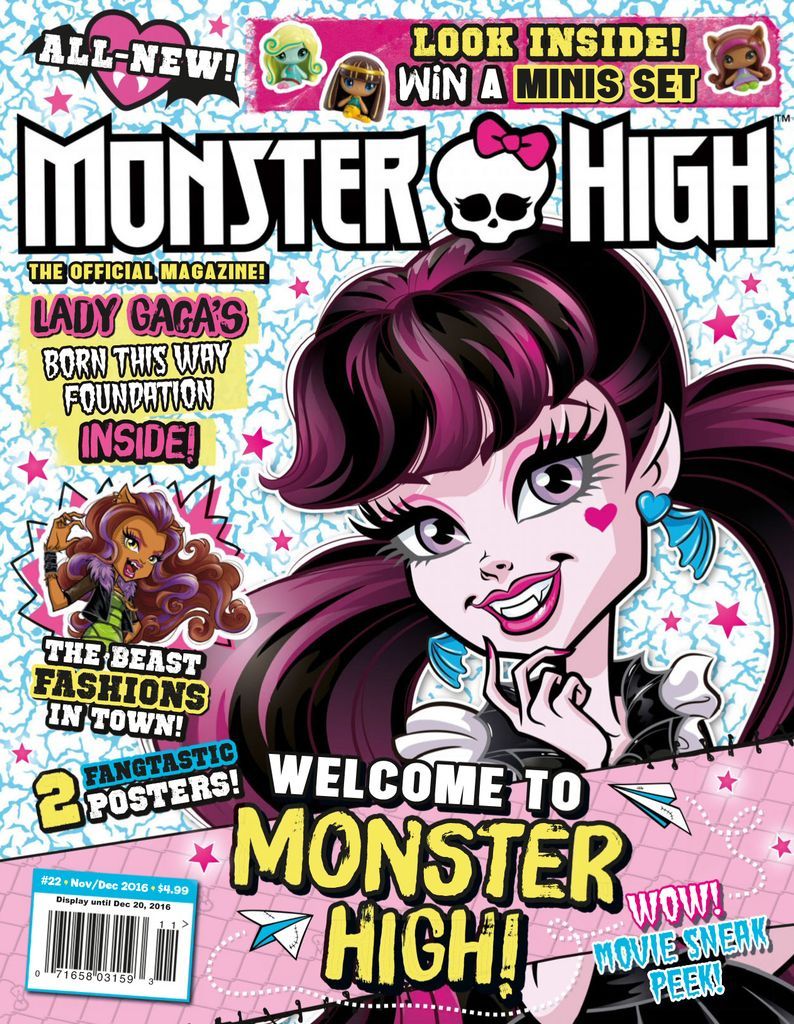 ALL-NEW!
LOOK INSIDE!
WIN A MINIS SET
MONSTER HIGH™
THE OFFICIAL MAGAZINE!
LADY GAGA'S
BORN THIS WAY
FOUNDATION
INSIDE!
THE BEAST
FASHIONS
IN TOWN!
2 FANGTASTIC
POSTERS!
WELCOME TO
MONSTER
HIGH!
WOW!
MOVIE SNEAK
PEEK!
#22 • Nov/Dec 2016 • $4.99
Display until Dec 20, 2016
11>
0 71658 03159 3